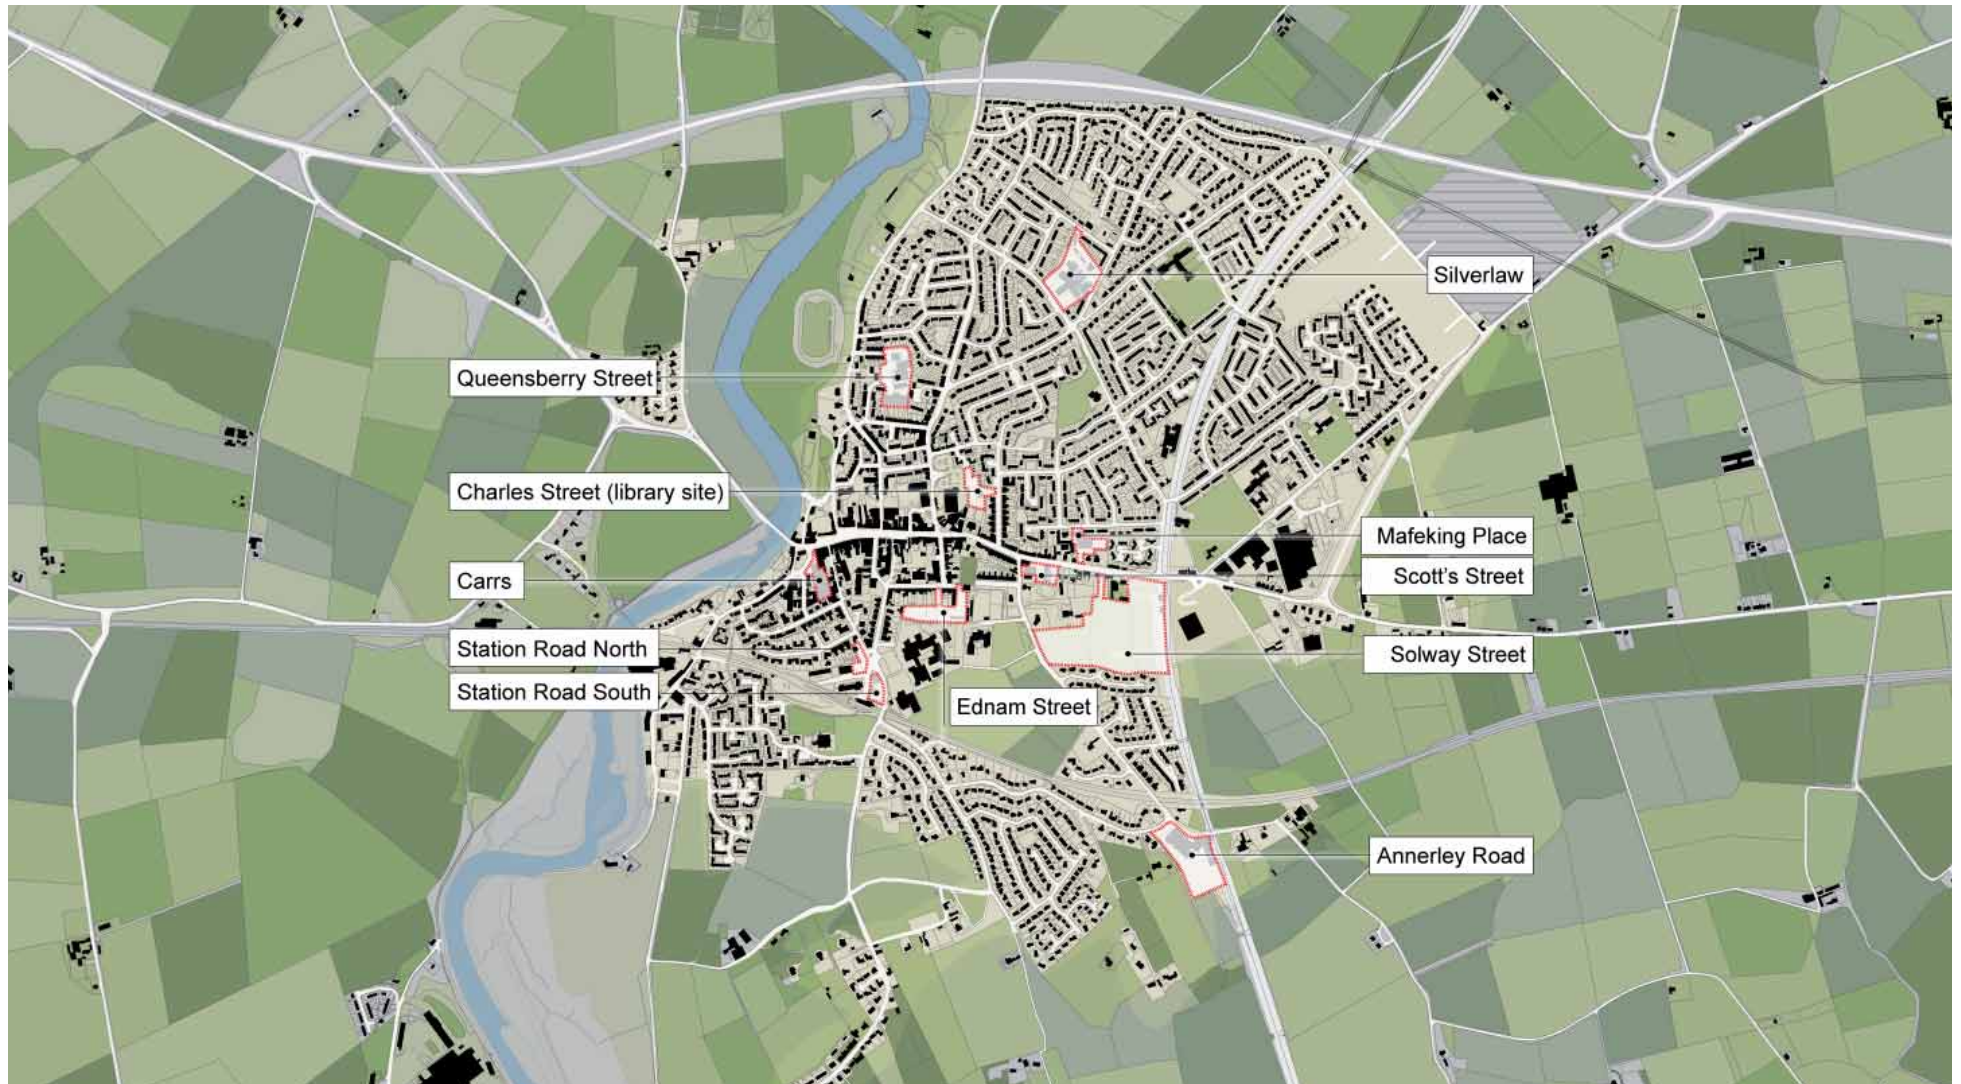 Silverlaw
Queensberry Street
Charles Street (library site)
Mafeking Place
Carrs
Scott's Street
Station Road North
Solway Street
Station Road South
Ednam Street
Annerley Road